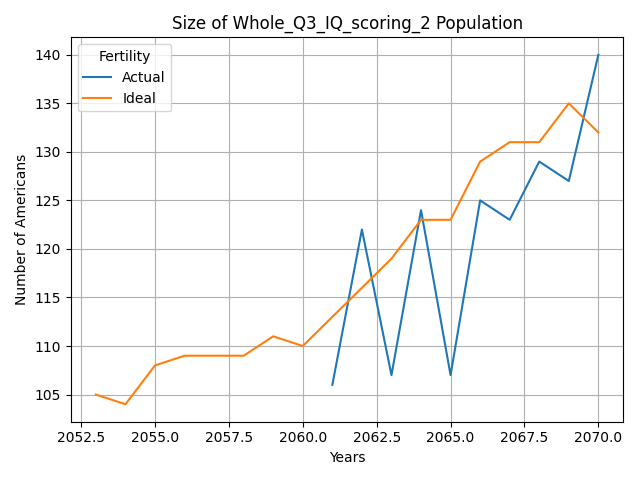 Size of Whole_Q3_IQ_scoring_2 Population
Fertility
Actual
Ideal
140
135
130
125
120
115
110
105
Number of Americans
2052.5 2055.0 2057.5 2060.0 2062.5 2065.0 2067.5 2070.0
Years